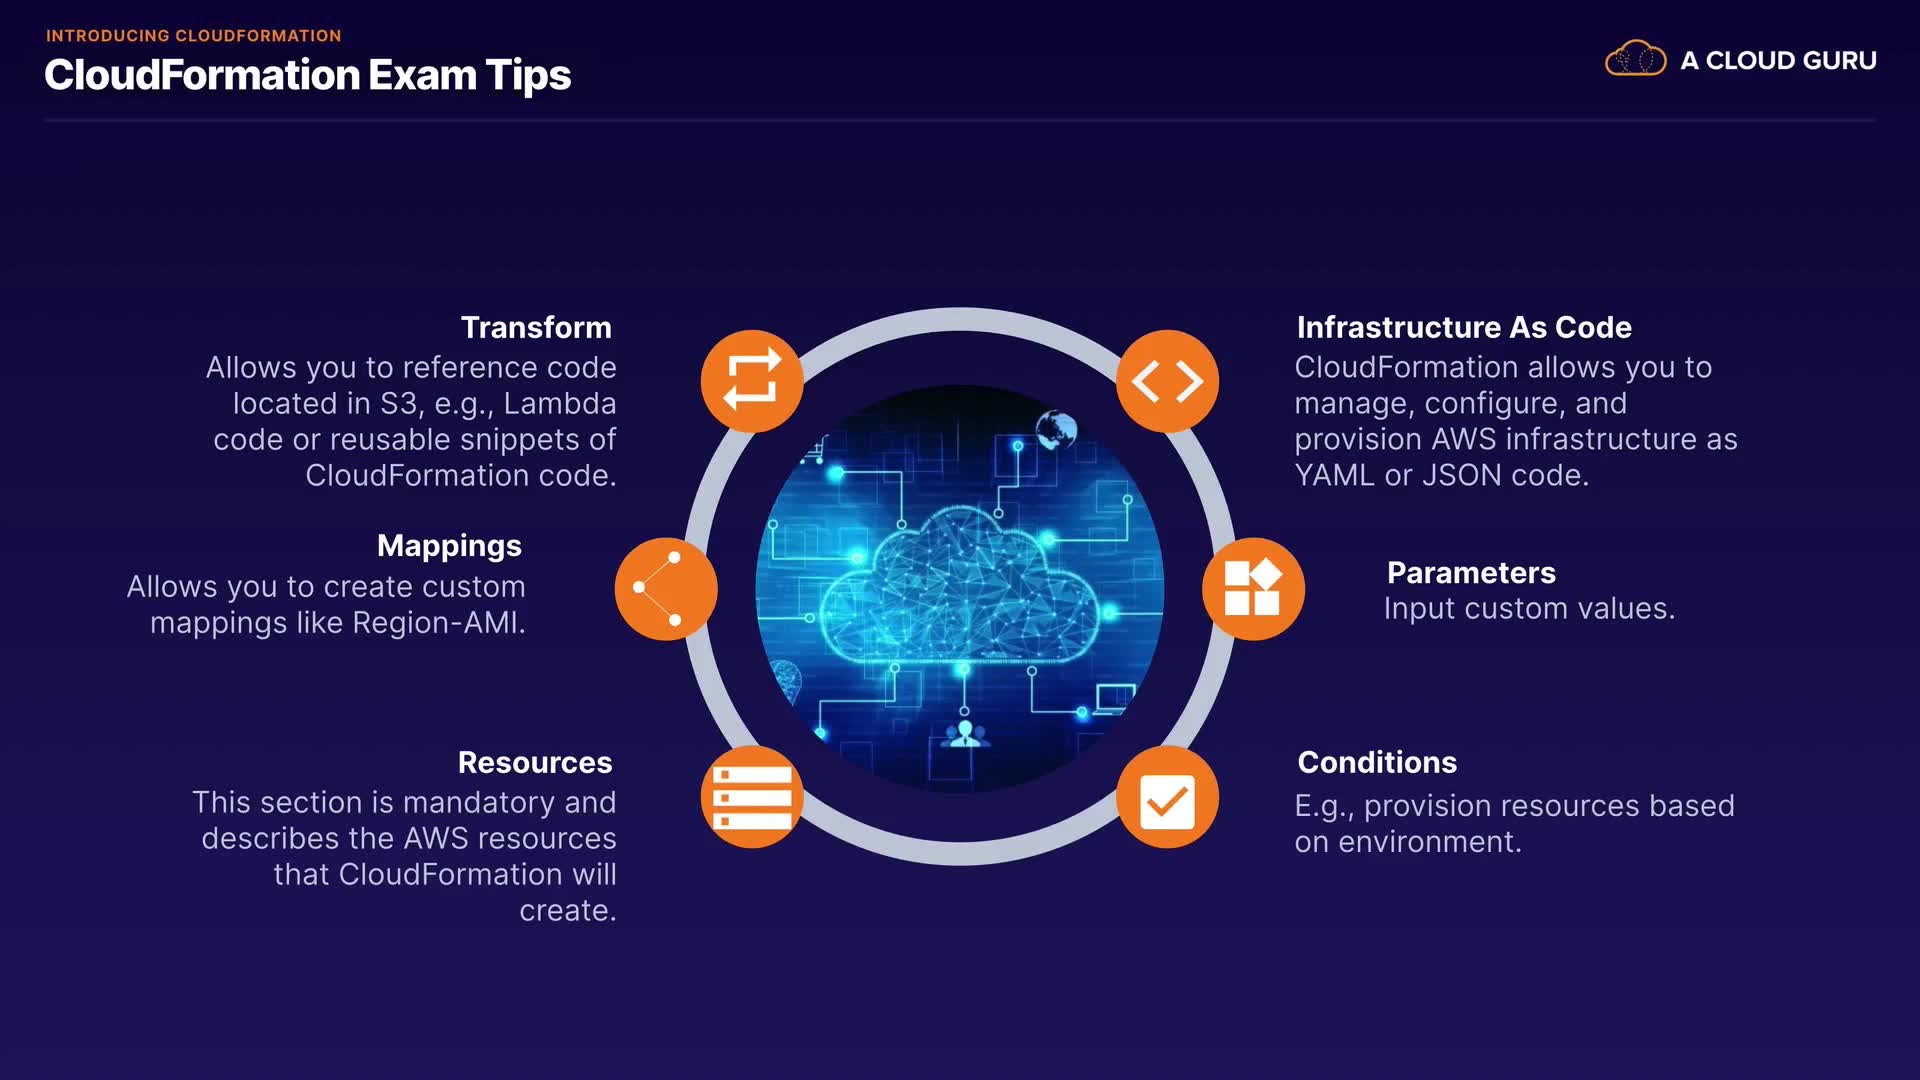 INTRODUCING CLOUDFORMATION
CloudFormation Exam Tips
A CLOUD GURU
Transform
Allows you to reference code
located in S3, e.g., Lambda
code or reusable snippets of
CloudFormation code.
Mappings
Allows you to create custom
mappings like Region-AMI.
Resources
This section is mandatory and
describes the AWS resources
that CloudFormation will
create.
Infrastructure As Code
CloudFormation allows you to
manage, configure, and
provision AWS infrastructure as
YAML or JSON code.
Parameters
Input custom values.
Conditions
E.g., provision resources based
on environment.